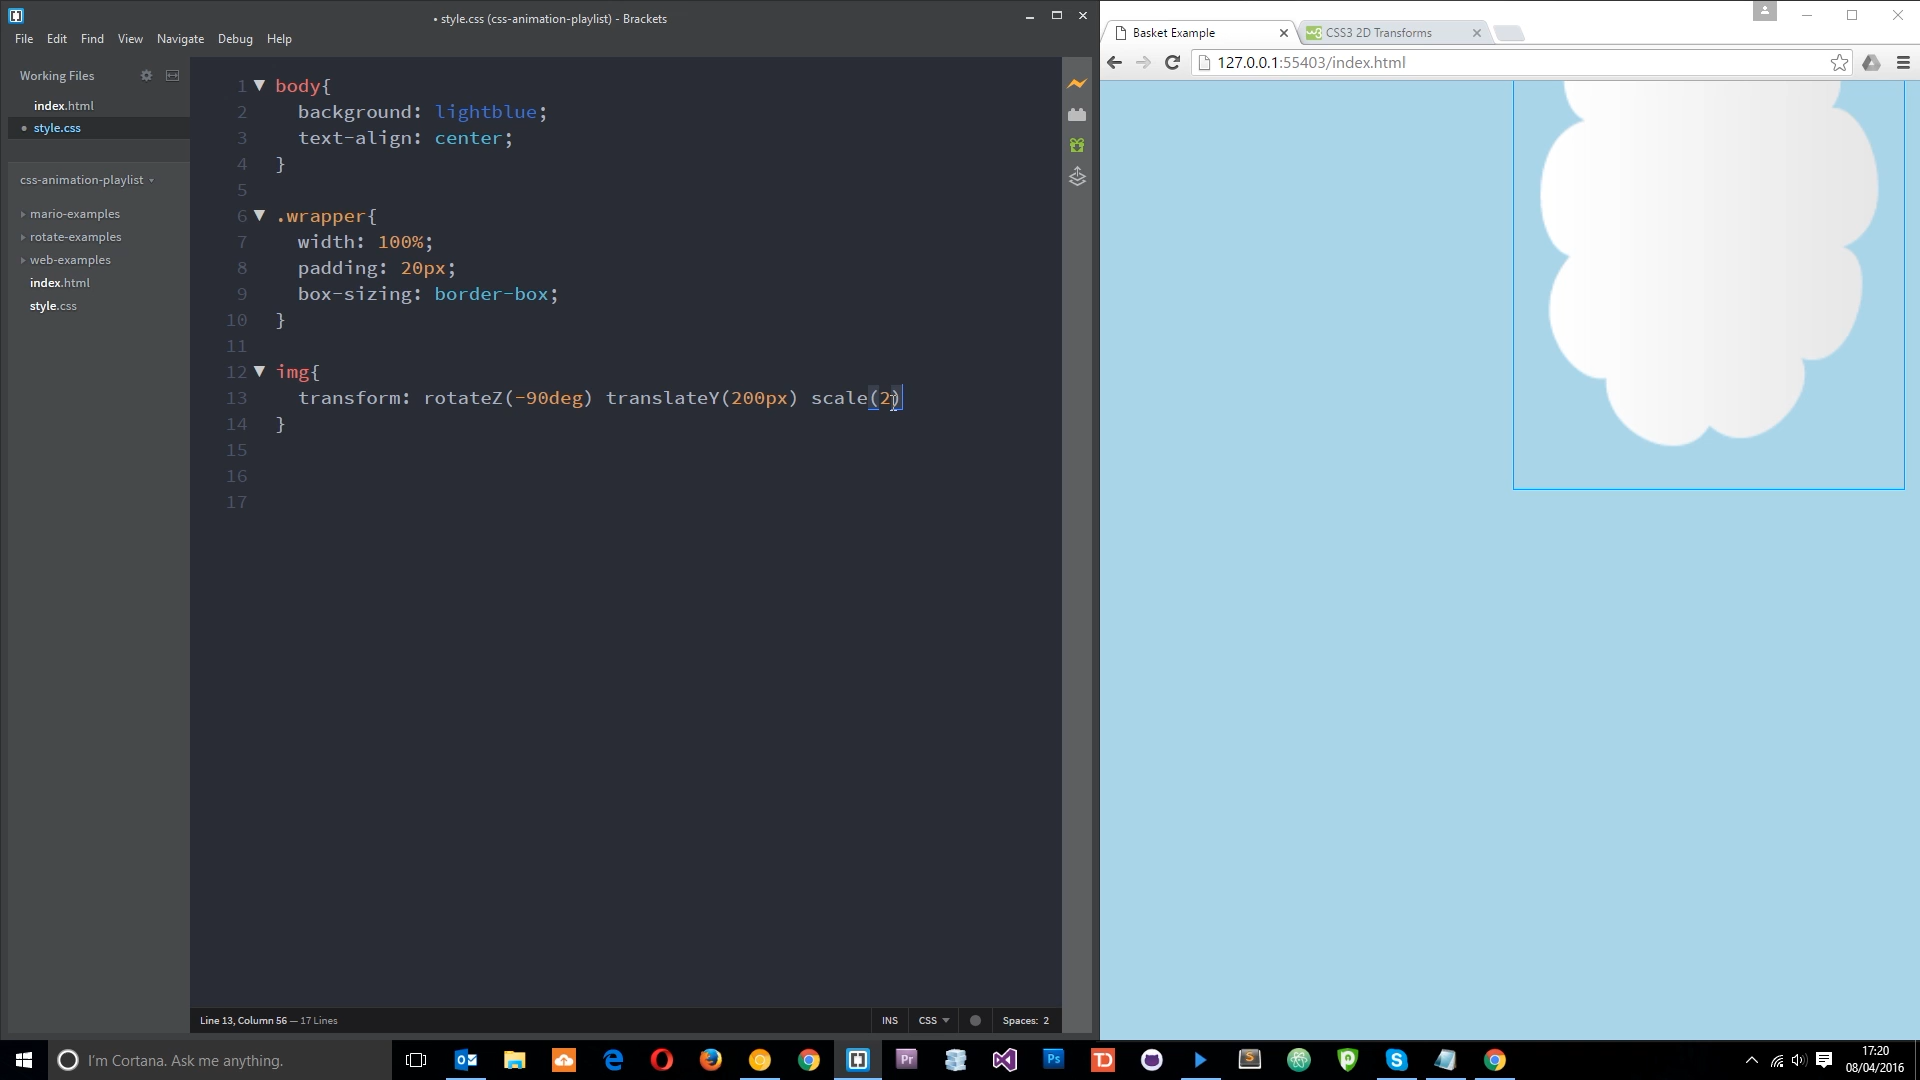 • style.css (css-animation-playlist) - Brackets
File Edit Find View Navigate Debug Help
Working Files
index.html
• style.css
css-animation-playlist
mario-examples
rotate-examples
web-examples
index.html
style.css
1 body{
2 background: lightblue;
3 text-align: center;
4 }
5
6 .wrapper{
7 width: 100%;
8 padding: 20px;
9 box-sizing: border-box;
10 }
11
12 img{
13 transform: rotateZ(-90deg) translateY(200px) scale(2)
14 }
15
16
17
Line 13, Column 56 — 17 Lines
INS CSS Spaces: 2
Basket Example
w3 CSS3 2D Transforms
127.0.0.1:55403/index.html
I'm Cortana. Ask me anything.
Pr
Ps
TD
S
17:20
08/04/2016